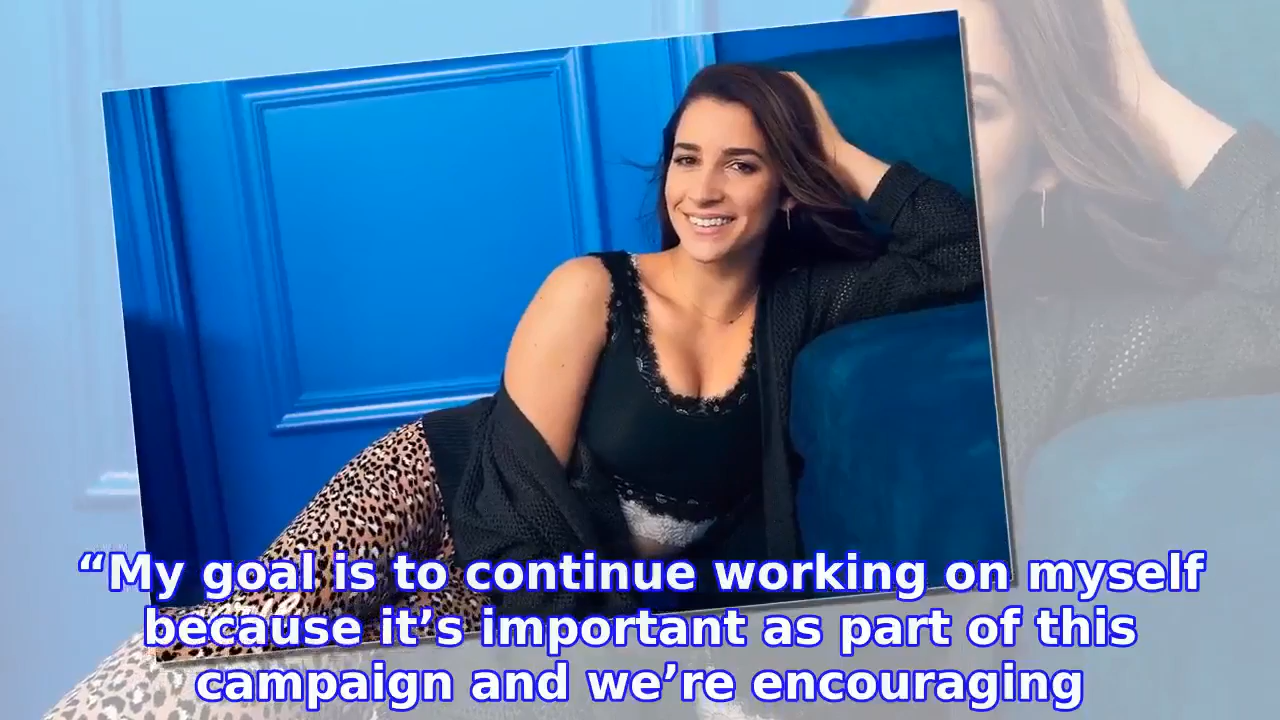 “My goal is to continue working on myself
because it’s important as part of this
campaign and we’re encouraging